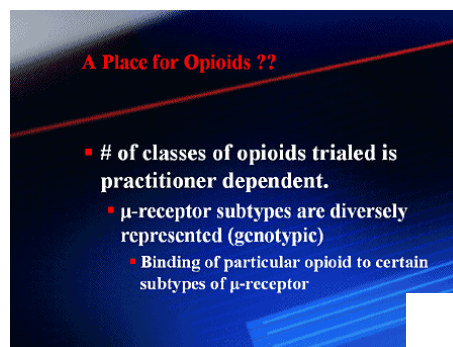 A Place for Opioids ??
# of classes of opioids trialed is
practitioner dependent.
μ-receptor subtypes are diversely
represented (genotypic)
Binding of particular opioid to certain
subtypes of μ-receptor